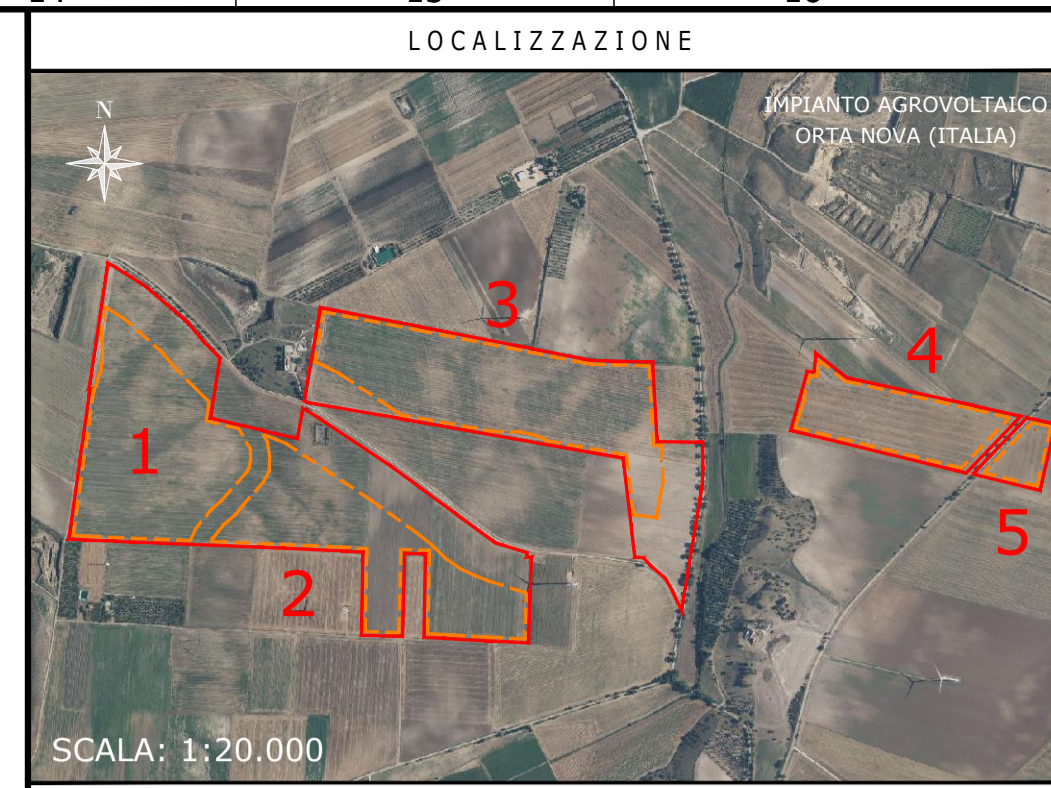 LOCALIZZAZIONE
N
IMPIANTO AGROVOLTAICO
ORTA NOVA (ITALIA)
3
4
1
5
2
SCALA: 1:20.000